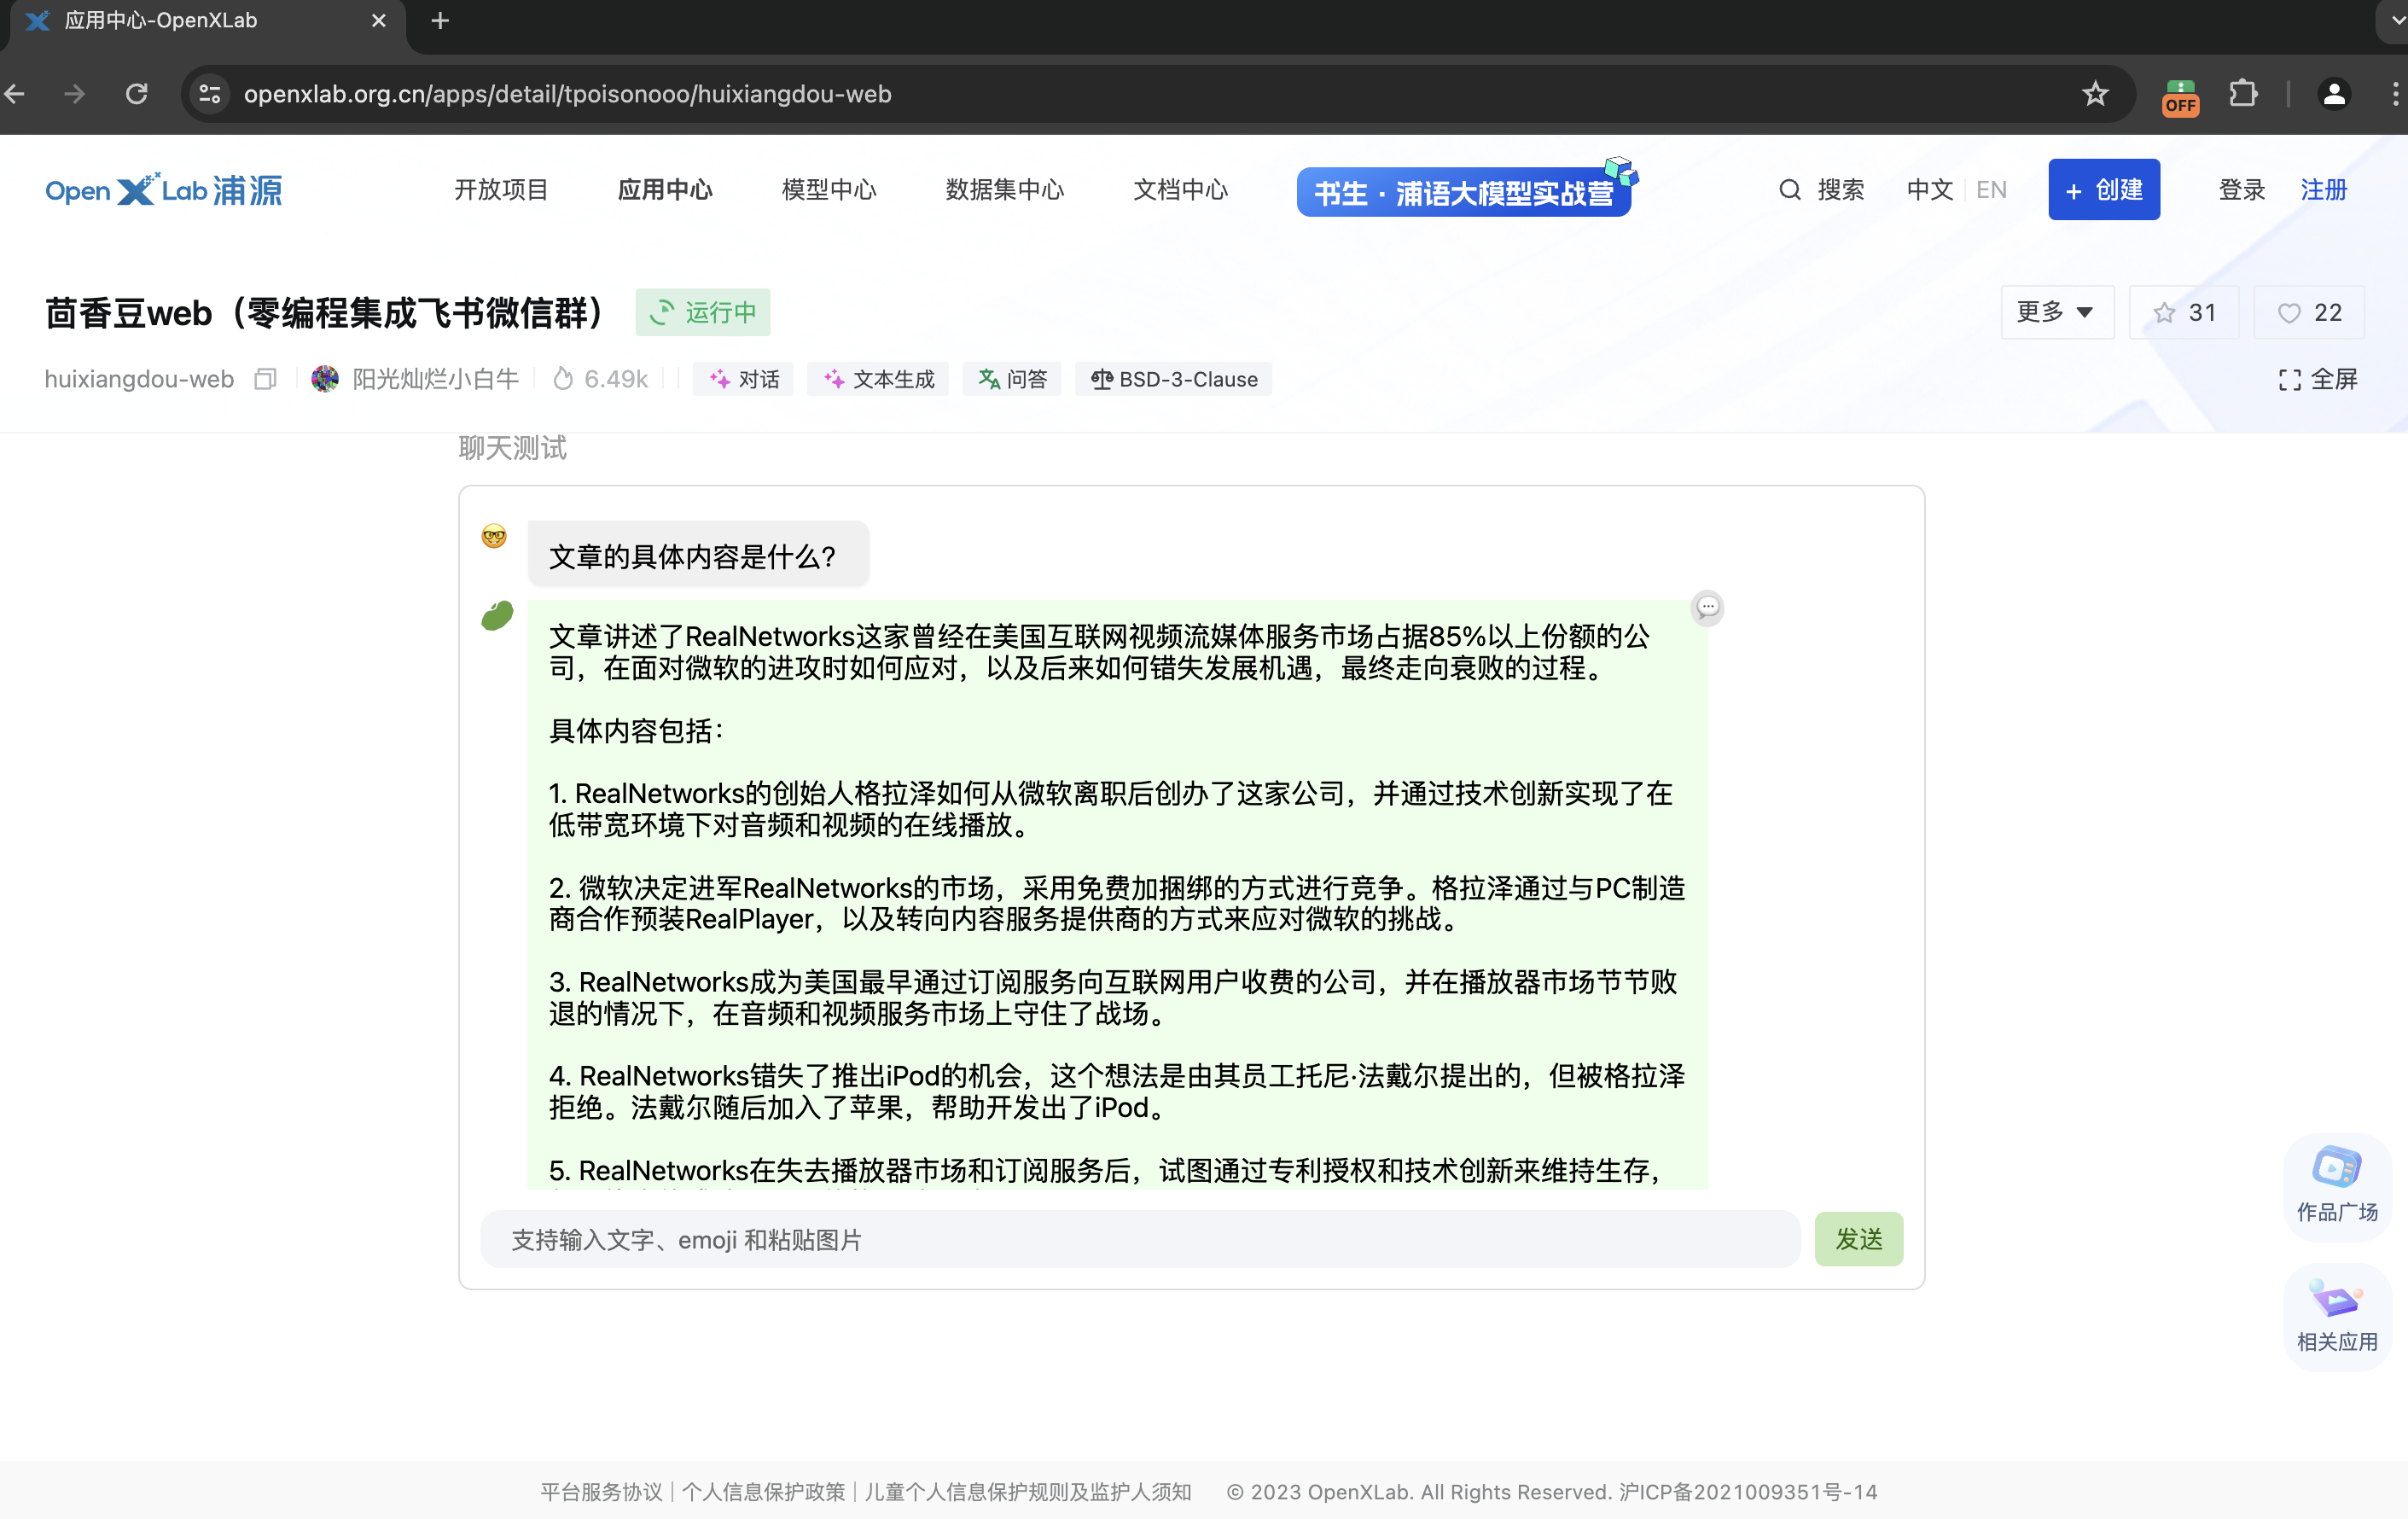 应用中心-OpenXLab
openxlab.org.cn/apps/detail/tpoisonooo/huixiangdou-web
OFF
OpenXLab浦源
开放项目
应用中心
模型中心
数据集中心
文档中心
书生·浦语大模型实战营
搜索
中文
EN
+ 创建
登录
注册
茴香豆web（零编程集成飞书微信群）
运行中
更多
31
22
huixiangdou-web
阳光灿烂小白牛
6.49k
对话
文本生成
问答
BSD-3-Clause
全屏
聊天测试
文章的具体内容是什么?
文章讲述了RealNetworks这家曾经在美国互联网视频流媒体服务市场占据85%以上份额的公
司，在面对微软的进攻时如何应对，以及后来如何错失发展机遇，最终走向衰败的过程。
具体内容包括：
1. RealNetworks的创始人格拉泽如何从微软离职后创办了这家公司，并通过技术创新实现了在
低带宽环境下对音频和视频的在线播放。
2. 微软决定进军RealNetworks的市场，采用免费加捆绑的方式进行竞争。格拉泽通过与PC制造
商合作预装RealPlayer，以及转向内容服务提供商的方式来应对微软的挑战。
3. RealNetworks成为美国最早通过订阅服务向互联网用户收费的公司，并在播放器市场节节败
退的情况下，在音频和视频服务市场上守住了战场。
4. RealNetworks错失了推出iPod的机会，这个想法是由其员工托尼·法戴尔提出的，但被格拉泽
拒绝。法戴尔随后加入了苹果，帮助开发出了iPod。
5. RealNetworks在失去播放器市场和订阅服务后，试图通过专利授权和技术创新来维持生存，
支持输入文字、emoji 和粘贴图片
发送
作品广场
相关应用
平台服务协议 | 个人信息保护政策 | 儿童个人信息保护规则及监护人须知
© 2023 OpenXLab. All Rights Reserved. 沪ICP备2021009351号-14